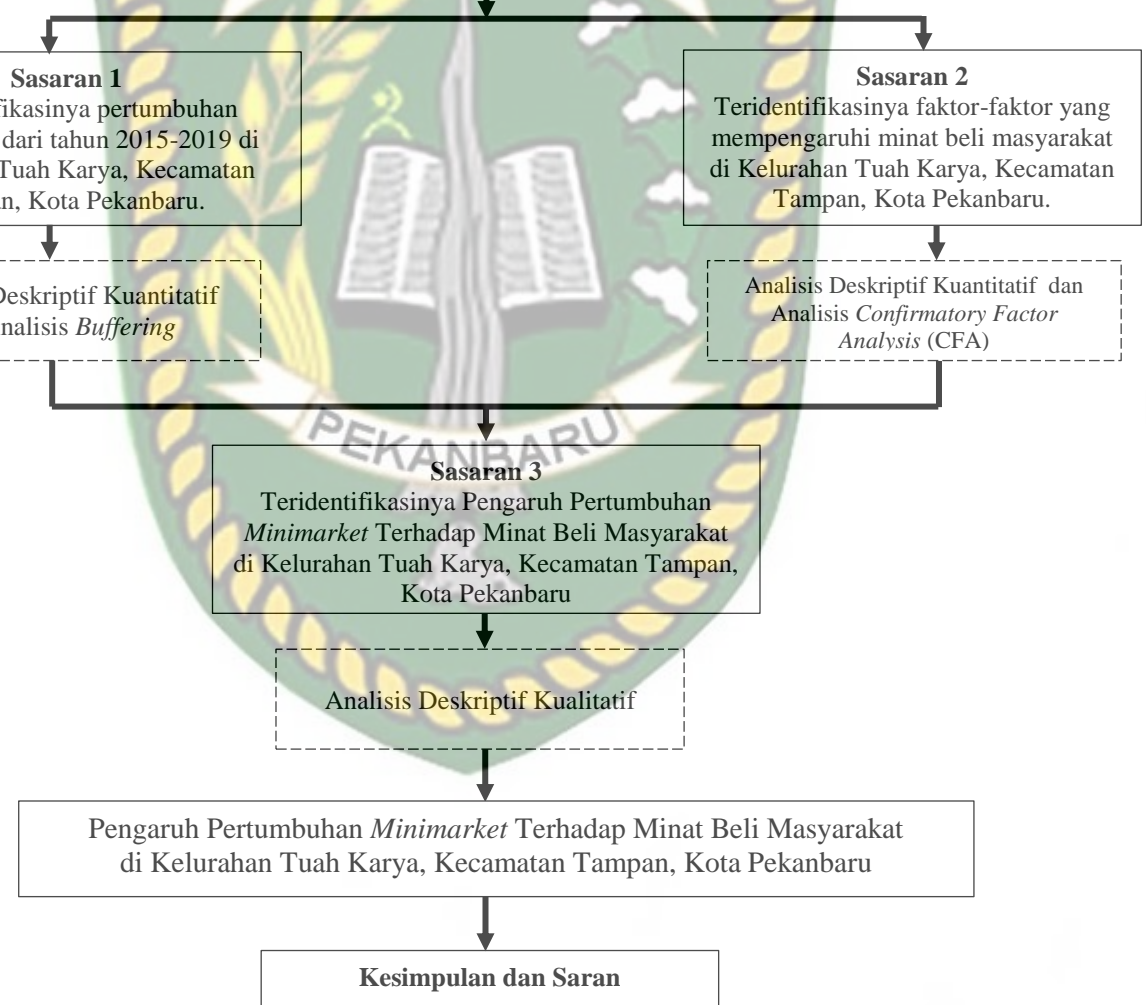 Sasaran 1
fikasinya pertumbuhan
dari tahun 2015-2019 di
Tuah Karya, Kecamatan
n, Kota Pekanbaru.
Deskriptif Kuantitatif
nalisis Buffering
Sasaran 2
Teridentifikasinya faktor-faktor yang
mempengaruhi minat beli masyarakat
di Kelurahan Tuah Karya, Kecamatan
Tampan, Kota Pekanbaru.
Analisis Deskriptif Kuantitatif dan
Analisis Confirmatory Factor
Analysis (CFA)
PEKANBARU
Sasaran 3
Teridentifikasinya Pengaruh Pertumbuhan
Minimarket Terhadap Minat Beli Masyarakat
di Kelurahan Tuah Karya, Kecamatan Tampan,
Kota Pekanbaru
Analisis Deskriptif Kualitatif
Pengaruh Pertumbuhan Minimarket Terhadap Minat Beli Masyarakat
di Kelurahan Tuah Karya, Kecamatan Tampan, Kota Pekanbaru
Kesimpulan dan Saran